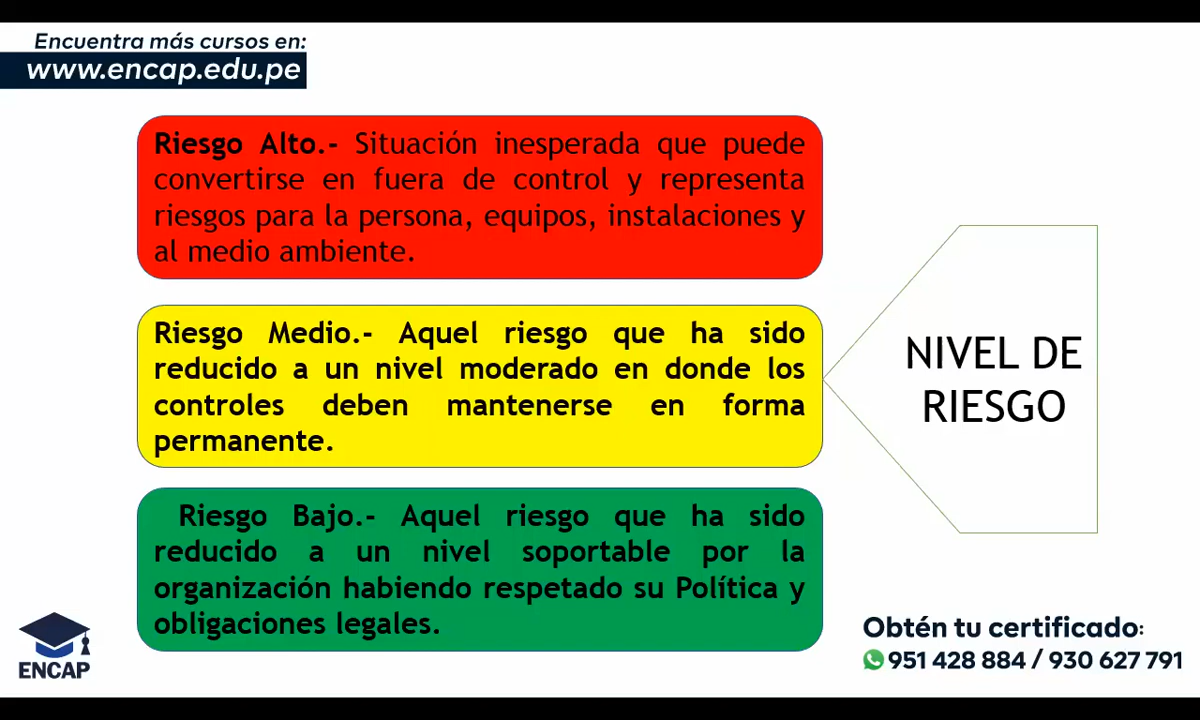 Encuentra más cursos en:
www.encap.edu.pe
Riesgo Alto.- Situación inesperada que puede
convertirse en fuera de control y representa
riesgos para la persona, equipos, instalaciones y
al medio ambiente.
Riesgo Medio.- Aquel riesgo que ha sido
reducido a un nivel moderado en donde los
controles deben mantenerse en forma
permanente.
Riesgo Bajo.- Aquel riesgo que ha sido
reducido a un nivel soportable por la
organización habiendo respetado su Política y
obligaciones legales.
NIVEL DE
RIESGO
ENCAP
Obtén tu certificado:
951 428 884 / 930 627 791